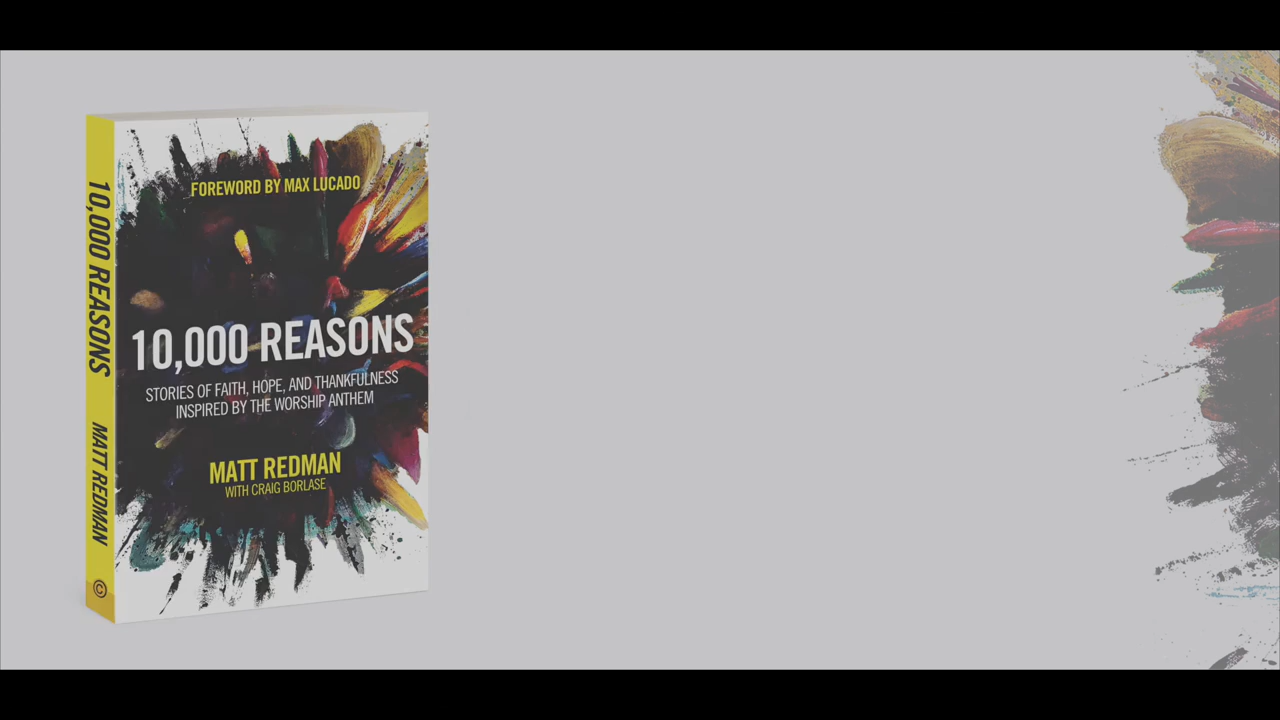 10,000 REASONS
MATT REDMAN
©
FOREWORD BY MAX LUCADO
10,000 REASONS
STORIES OF FAITH, HOPE, AND THANKFULNESS
INSPIRED BY THE WORSHIP ANTHEM
MATT REDMAN
WITH CRAIG BORLASE